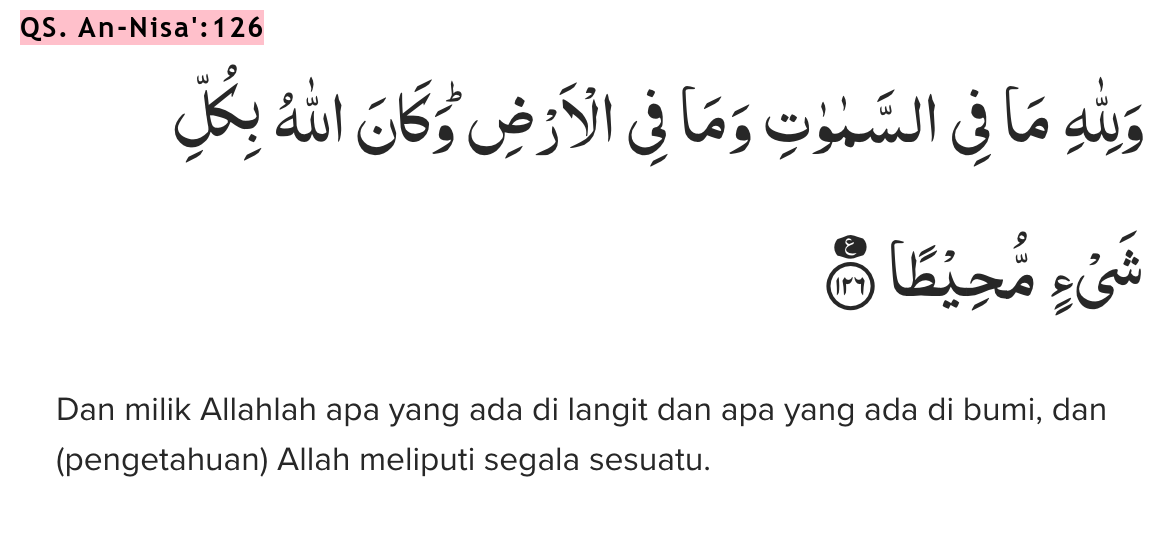 QS. An-Nisa':126
وَلِلّٰهِ مَا فِى السَّمٰوٰتِ وَمَا فِى الْاَرْضِۗ وَكَانَ اللّٰهُ بِكُلِّ
شَيْءٍ مُّحِيْطًا ࣖ ١٢٦
Dan milik Allahlah apa yang ada di langit dan apa yang ada di bumi, dan
(pengetahuan) Allah meliputi segala sesuatu.